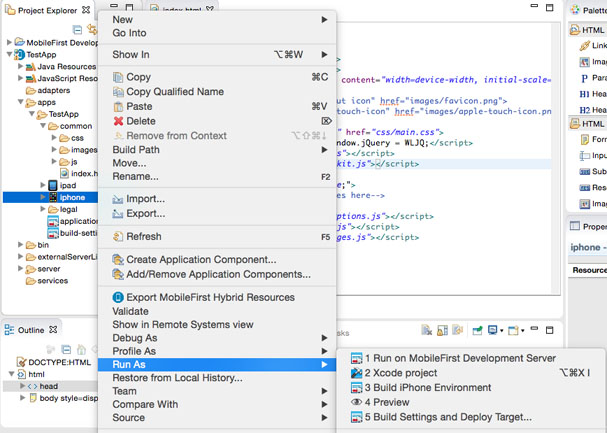 Project Explorer
MobileFirst Develop
TestApp
Java Resources
JavaScript Reso
adapters
apps
TestApp
common
css
images
js
index.h
ipad
iphone
legal
application
build-setti
bin
externalServerLi
server
services
Outline
DOCTYPE:HTML
html
head
body style=disp
New
Go Into
Show In ⌥⌘W
Copy ⌘C
Copy Qualified Name
Paste ⌘V
Delete ⌦
Remove from Context ⌥⇧⌘↓
Build Path
Move...
Rename... F2
Import...
Export...
Refresh F5
Create Application Component...
Add/Remove Application Components...
Export MobileFirst Hybrid Resources
Validate
Show in Remote Systems view
Debug As
Profile As
Run As
Restore from Local History...
Team
Compare With
Source
1 Run on MobileFirst Development Server
2 Xcode project ⌥⌘X I
3 Build iPhone Environment
4 Preview
5 Build Settings and Deploy Target...
index.html
content="width=device-width, initial-scale=
ut icon" href="images/favicon.png">
touch-icon" href="images/apple-touch-icon.pn
" href="css/main.css">
ndow.jQuery = WLJQ;</script>
s"></script>
kit.js"></script>
e;">
es here-->
ptions.js"></script>
js"></script>
ges.js"></script>
sks
Palette
HTML
Link
Imag
Para
H1 Head
H2 Head
HTML
Form
Inpu
Sub
Rese
Imag
Proper
iphone -
Resource